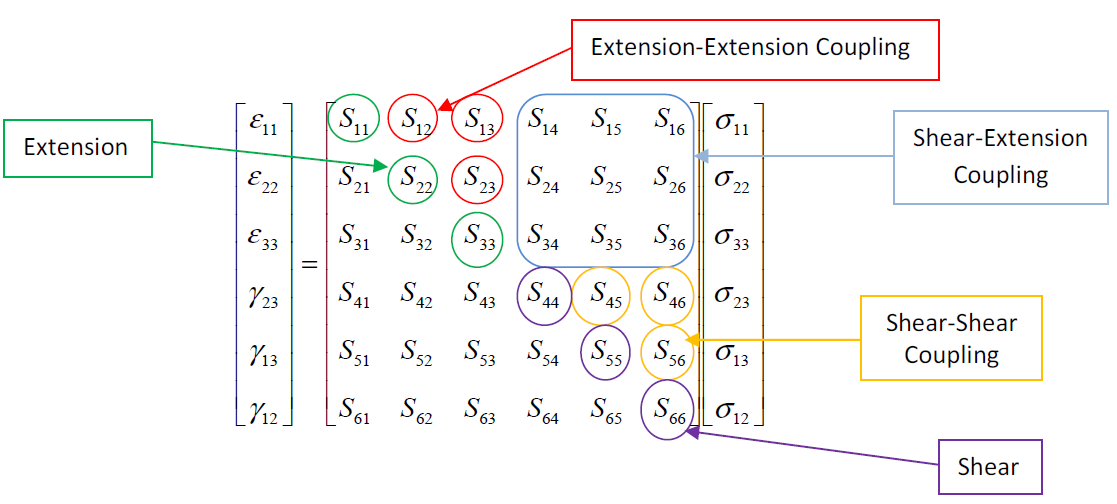 Extension-Extension Coupling
Extension
Shear-Extension
Coupling
ε11 S11 S12 S13 S14 S15 S16 σ11
ε22 S21 S22 S23 S24 S25 S26 σ22
ε33 S31 S32 S33 S34 S35 S36 σ33
=
γ23 S41 S42 S43 S44 S45 S46 σ23
γ13 S51 S52 S53 S54 S55 S56 σ13
γ12 S61 S62 S63 S64 S65 S66 σ12
Shear-Shear
Coupling
Shear